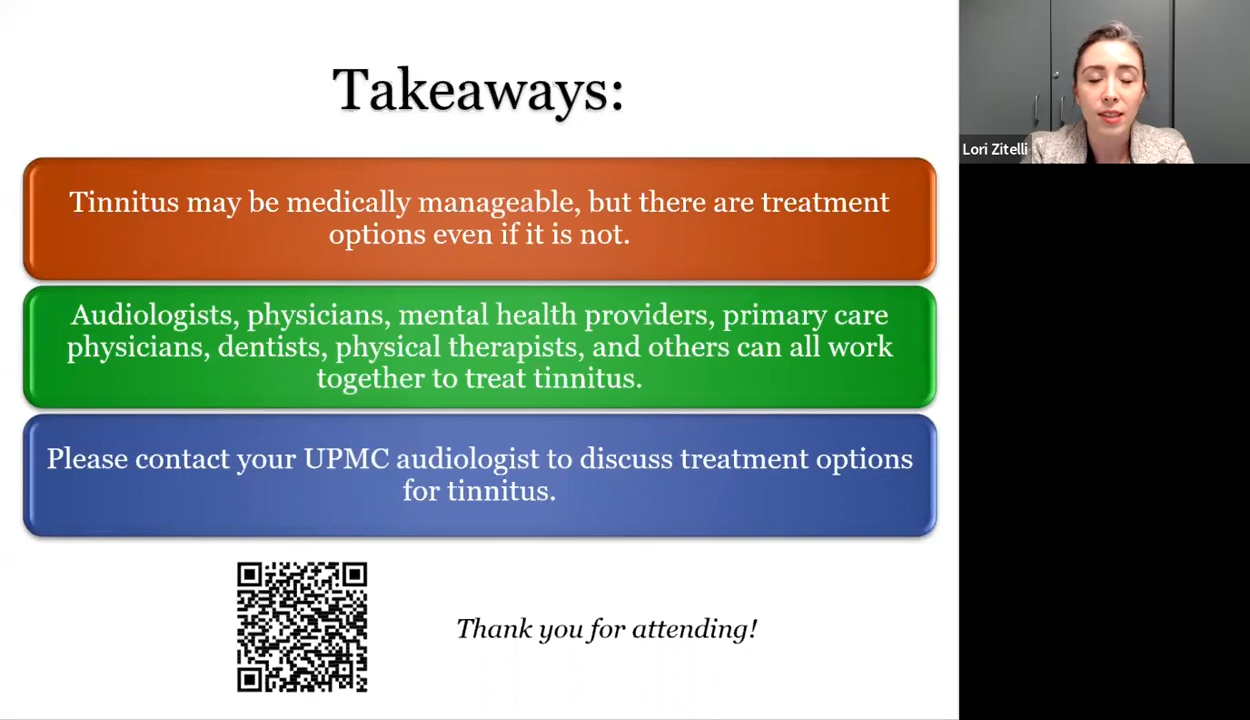 Takeaways:
Tinnitus may be medically manageable, but there are treatment
options even if it is not.
Audiologists, physicians, mental health providers, primary care
physicians, dentists, physical therapists, and others can all work
together to treat tinnitus.
Please contact your UPMC audiologist to discuss treatment options
for tinnitus.
Thank you for attending!
Lori Zitelli